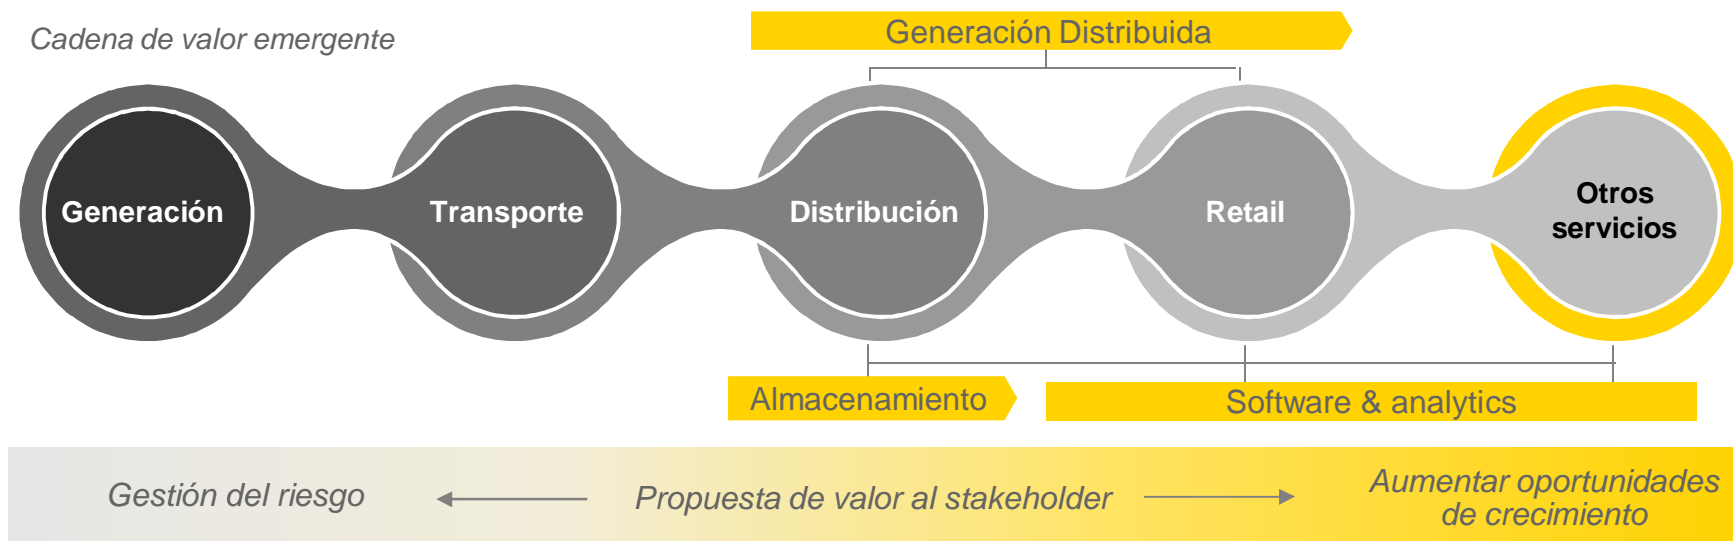 Cadena de valor emergente
Generación Distribuida
Generación
Transporte
Distribución
Retail
Otros
servicios
Almacenamiento
Software & analytics
Gestión del riesgo
Propuesta de valor al stakeholder
Aumentar oportunidades
de crecimiento